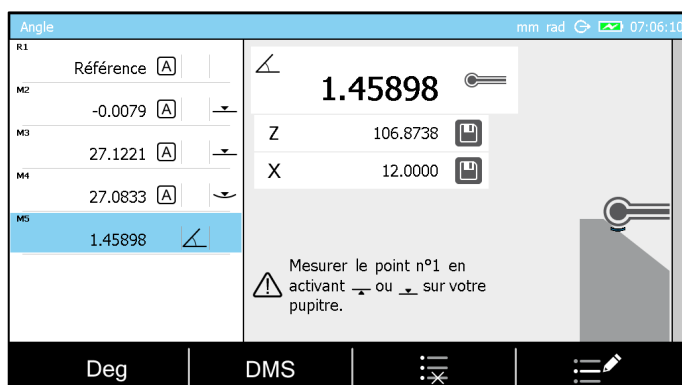 Angle mm rad 07:06:10
R1
Référence A
M2
-0.0079 A
M3
27.1221 A
M4
27.0833 A
M5
1.45898
1.45898
Z 106.8738
X 12.0000
Mesurer le point n°1 en
activant ou sur votre
pupitre.
Deg DMS